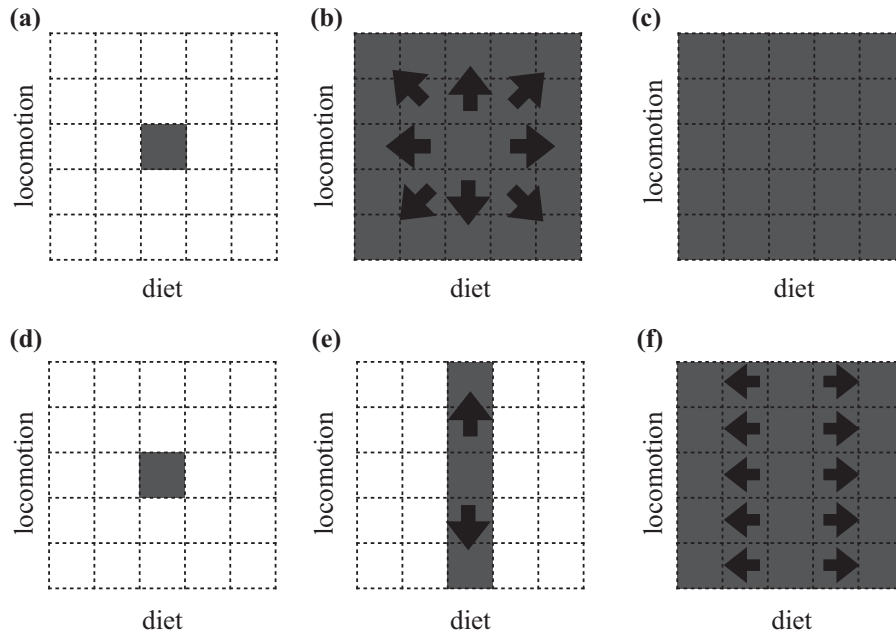 (a)
locomotion
diet
(b)
locomotion
diet
(c)
locomotion
diet
(d)
locomotion
diet
(e)
locomotion
diet
(f)
locomotion
diet